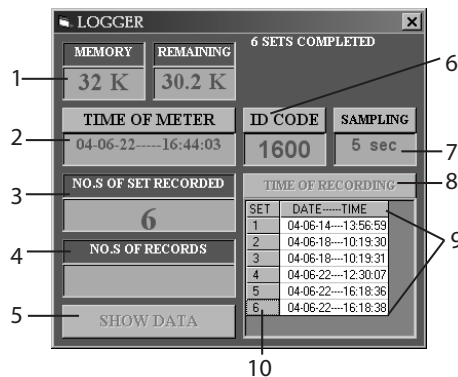 LOGGER
6 SETS COMPLETED
MEMORY REMAINING
1 32 K 30.2 K 6
TIME OF METER ID CODE SAMPLING
2 04-06-22-----16:44:03 1600 5 sec 7
3 NO.S OF SET RECORDED TIME OF RECORDING 8
6
SET DATE-----TIME 9
1 04-06-14----13:56:59
2 04-06-18----10:19:30
3 04-06-18----10:19:31
4 04-06-22----12:30:07
5 04-06-22----16:18:36
6 04-06-22----16:18:38
4 NO.S OF RECORDS
5 SHOW DATA
10